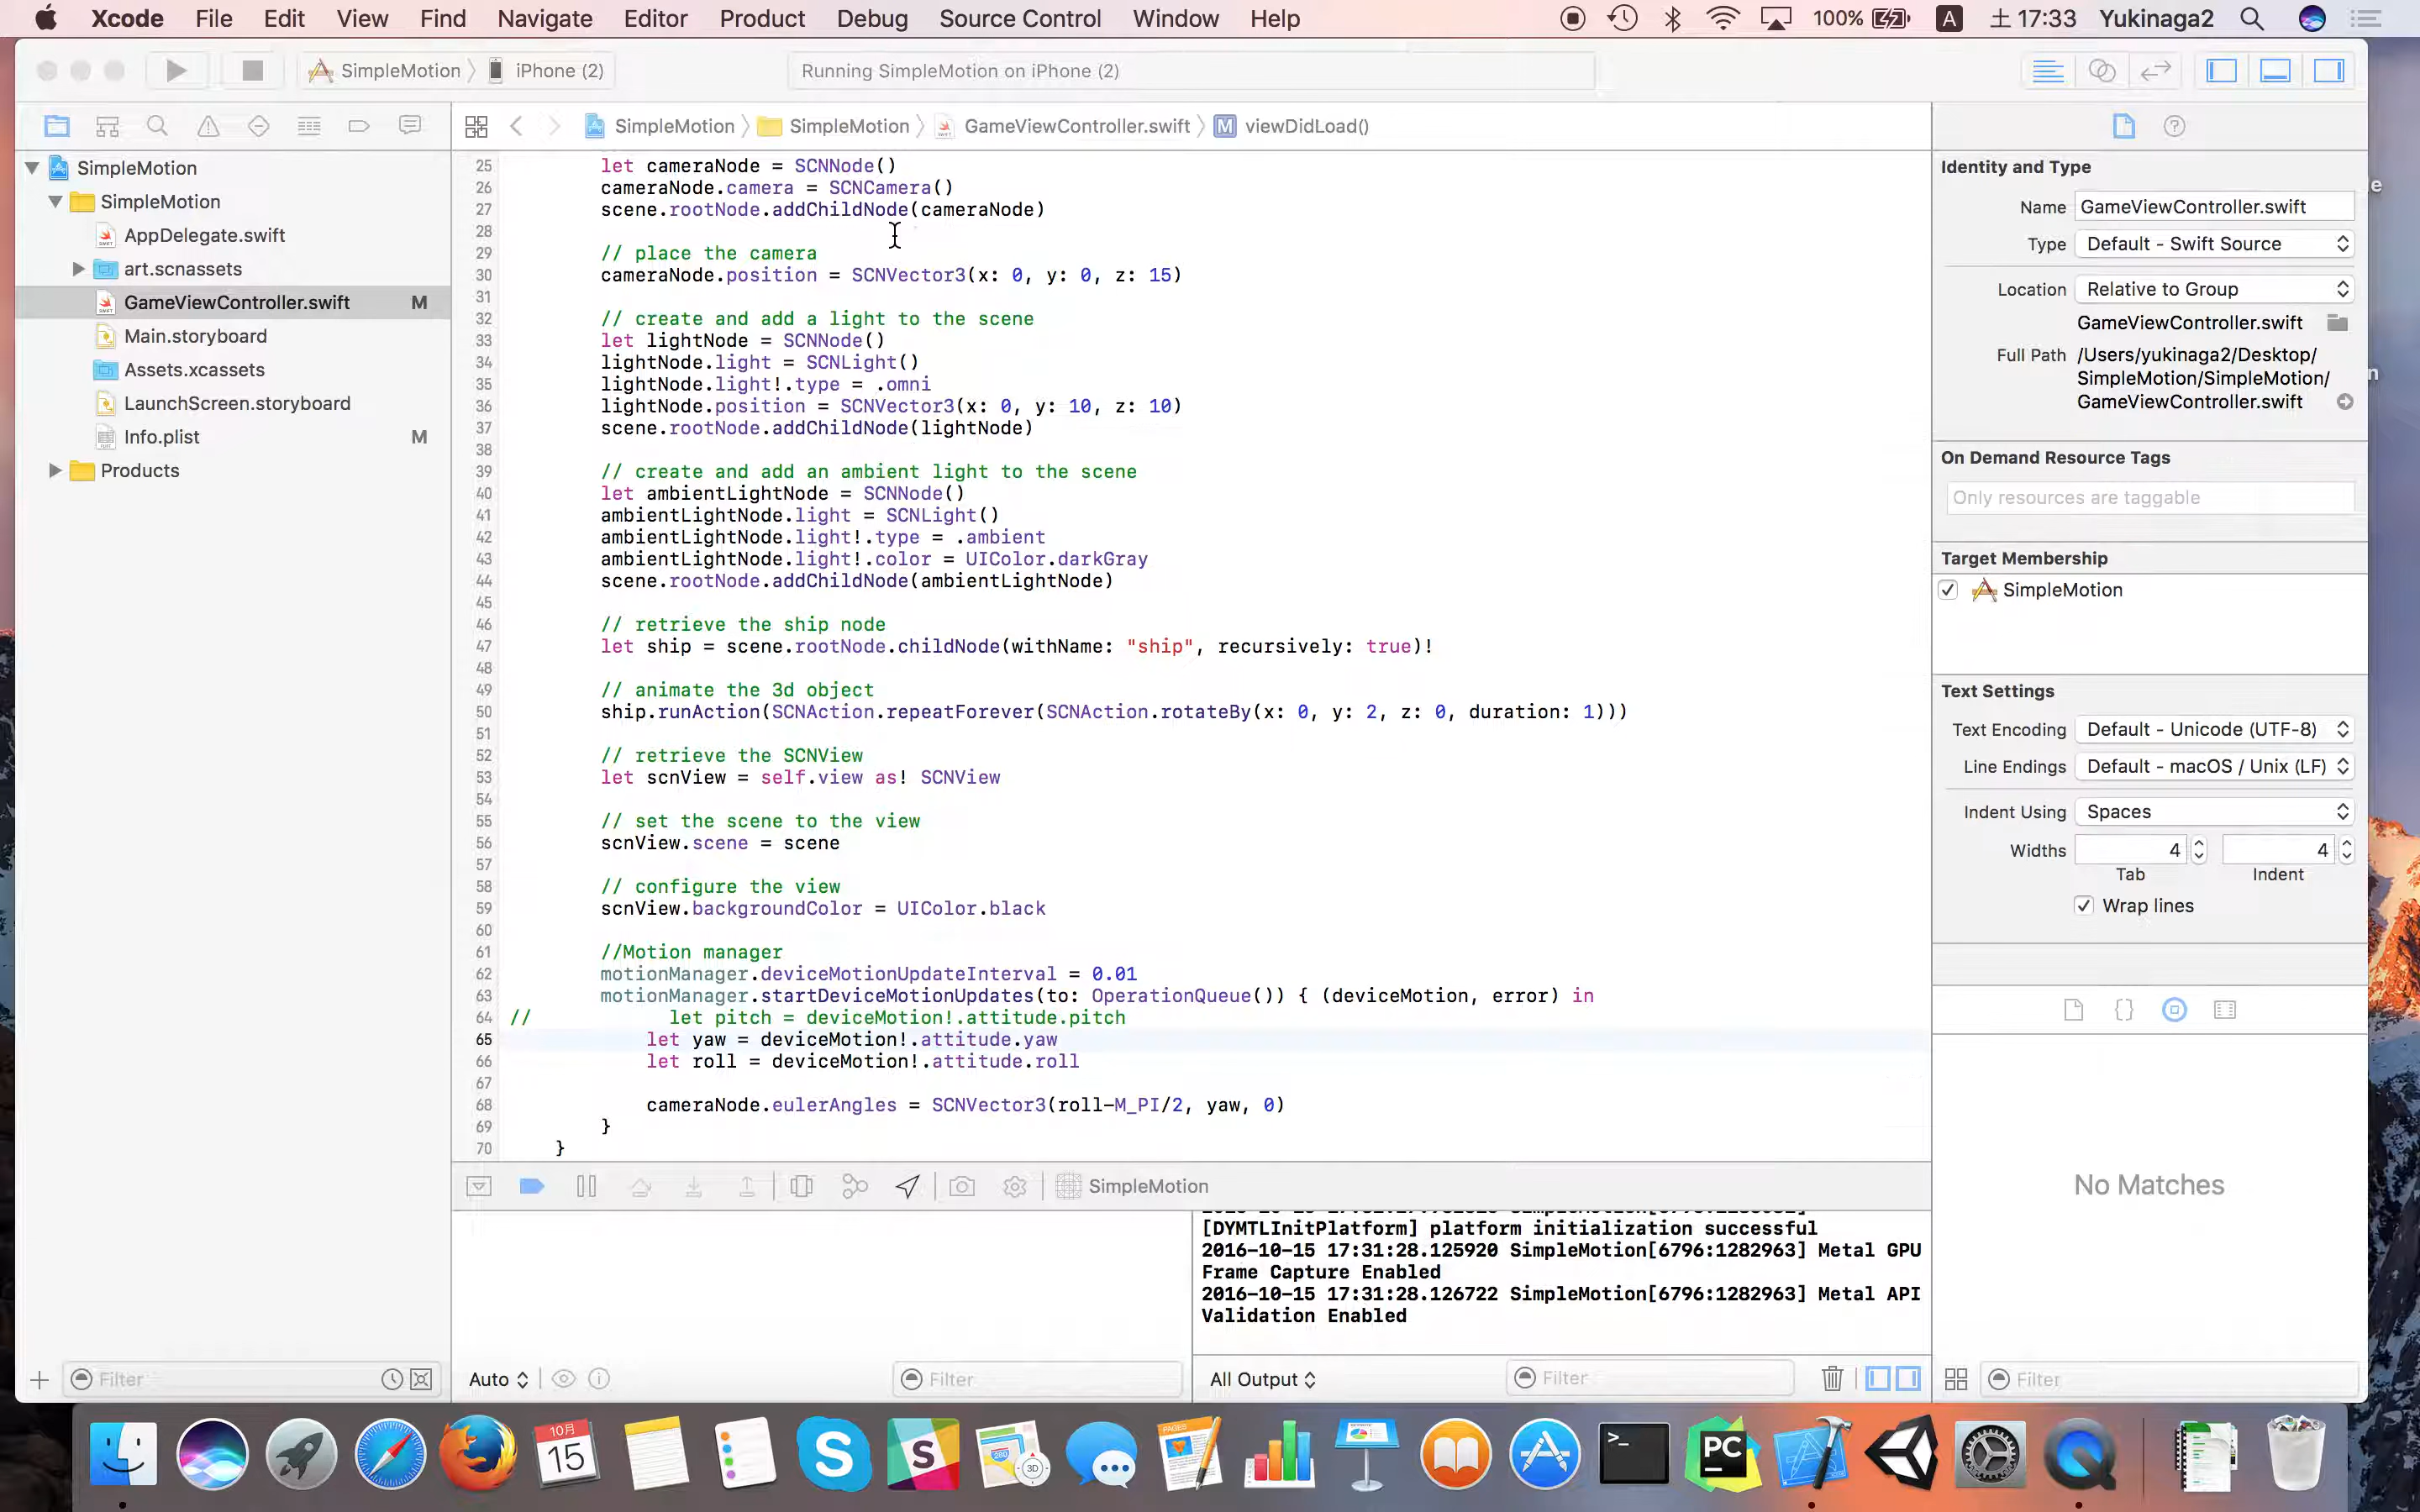 Xcode File Edit View Find Navigate Editor Product Debug Source Control Window Help 100% A 土 17:33 Yukinaga2
SimpleMotion iPhone (2) Running SimpleMotion on iPhone (2)
SimpleMotion SimpleMotion GameViewController.swift M viewDidLoad()
SimpleMotion
SimpleMotion
AppDelegate.swift
art.scnassets
GameViewController.swift M
Main.storyboard
Assets.xcassets
LaunchScreen.storyboard
Info.plist M
Products
Filter
25 let cameraNode = SCNNode()
26 cameraNode.camera = SCNCamera()
27 scene.rootNode.addChildNode(cameraNode)
28
29 // place the camera
30 cameraNode.position = SCNVector3(x: 0, y: 0, z: 15)
31
32 // create and add a light to the scene
33 let lightNode = SCNNode()
34 lightNode.light = SCNLight()
35 lightNode.light!.type = .omni
36 lightNode.position = SCNVector3(x: 0, y: 10, z: 10)
37 scene.rootNode.addChildNode(lightNode)
38
39 // create and add an ambient light to the scene
40 let ambientLightNode = SCNNode()
41 ambientLightNode.light = SCNLight()
42 ambientLightNode.light!.type = .ambient
43 ambientLightNode.light!.color = UIColor.darkGray
44 scene.rootNode.addChildNode(ambientLightNode)
45
46 // retrieve the ship node
47 let ship = scene.rootNode.childNode(withName: "ship", recursively: true)!
48
49 // animate the 3d object
50 ship.runAction(SCNAction.repeatForever(SCNAction.rotateBy(x: 0, y: 2, z: 0, duration: 1)))
51
52 // retrieve the SCNView
53 let scnView = self.view as! SCNView
54
55 // set the scene to the view
56 scnView.scene = scene
57
58 // configure the view
59 scnView.backgroundColor = UIColor.black
60
61 //Motion manager
62 motionManager.deviceMotionUpdateInterval = 0.01
63 motionManager.startDeviceMotionUpdates(to: OperationQueue()) { (deviceMotion, error) in
64 // let pitch = deviceMotion!.attitude.pitch
65 let yaw = deviceMotion!.attitude.yaw
66 let roll = deviceMotion!.attitude.roll
67
68 cameraNode.eulerAngles = SCNVector3(roll-M_PI/2, yaw, 0)
69 }
70 }
SimpleMotion
[DYMTLInitPlatform] platform initialization successful
2016-10-15 17:31:28.125920 SimpleMotion[6796:1282963] Metal GPU
Frame Capture Enabled
2016-10-15 17:31:28.126722 SimpleMotion[6796:1282963] Metal API
Validation Enabled
Auto Filter
All Output Filter
Identity and Type
Name GameViewController.swift
Type Default - Swift Source
Location Relative to Group
GameViewController.swift
Full Path /Users/yukinaga2/Desktop/
SimpleMotion/SimpleMotion/
GameViewController.swift
On Demand Resource Tags
Only resources are taggable
Target Membership
SimpleMotion
Text Settings
Text Encoding Default - Unicode (UTF-8)
Line Endings Default - macOS / Unix (LF)
Indent Using Spaces
Widths 4 4
Tab Indent
Wrap lines
No Matches
Filter
10月
15
S
3D
>_
PC